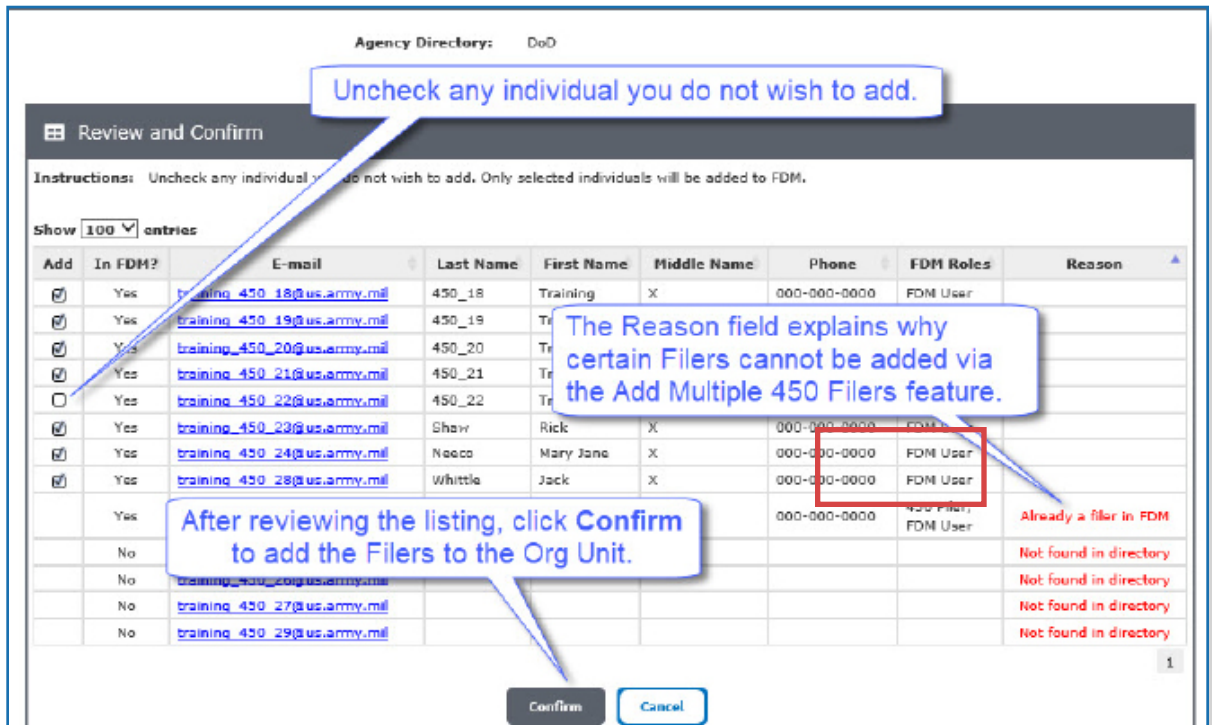 Agency Directory: DoD
Uncheck any individual you do not wish to add.
Review and Confirm
Instructions: Uncheck any individual do not wish to add. Only selected individuals will be added to FDM.
Show 100 entries
Add In FDM? E-mail Last Name First Name Middle Name Phone FDM Roles Reason
Yes training_450_18@us.army.mil 450_18 Training X 000-000-0000 FDM User
Yes training_450_19@us.army.mil 450_19
Yes training_450_20@us.army.mil 450_20
Yes training_450_21@us.army.mil 450_21
Yes training_450_22@us.army.mil 450_22
The Reason field explains why
certain Filers cannot be added via
the Add Multiple 450 Filers feature.
Yes training_450_23@us.army.mil Shaw Rick X 000-000-0000 FDM User
Yes training_450_24@us.army.mil Neeco Mary Jane X 000-000-0000 FDM User
Yes training_450_28@us.army.mil Whittle Jack X 000-000-0000 FDM User
Yes 000-000-0000 450 Filer, Already a filer in FDM
FDM User
After reviewing the listing, click Confirm
to add the Filers to the Org Unit.
No Not found in directory
No training_450_26@us.army.mil Not found in directory
No training_450_27@us.army.mil Not found in directory
No training_450_29@us.army.mil Not found in directory
1
Confirm Cancel